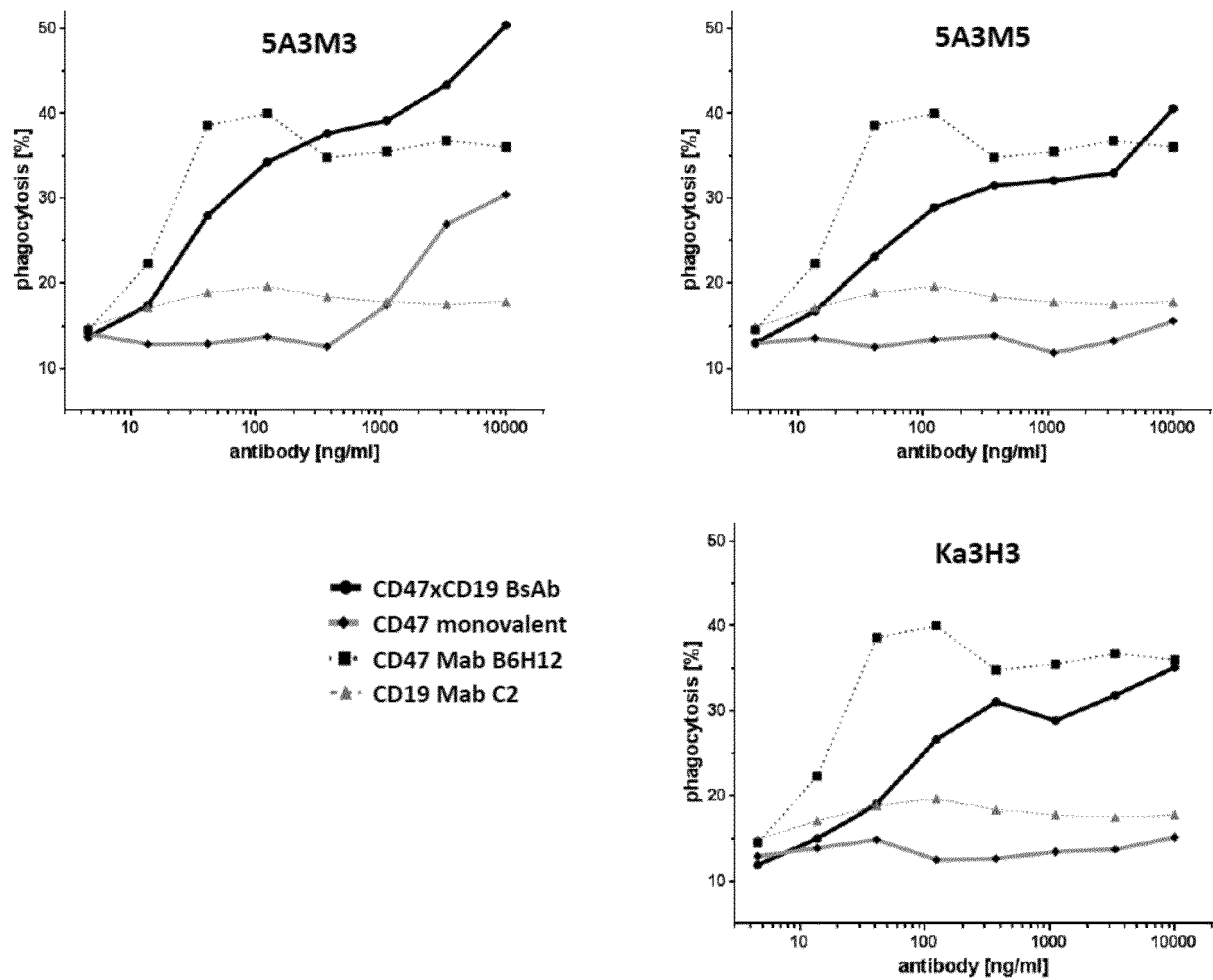 5A3M3
50
40
30
20
10
phagocytosis [%]
10 100 1000 10000
antibody [ng/ml]
5A3M5
50
40
30
20
10
phagocytosis [%]
10 100 1000 10000
antibody [ng/ml]
CD47xCD19 BsAb
CD47 monovalent
CD47 Mab B6H12
CD19 Mab C2
Ka3H3
50
40
30
20
10
phagocytosis [%]
10 100 1000 10000
antibody [ng/ml]